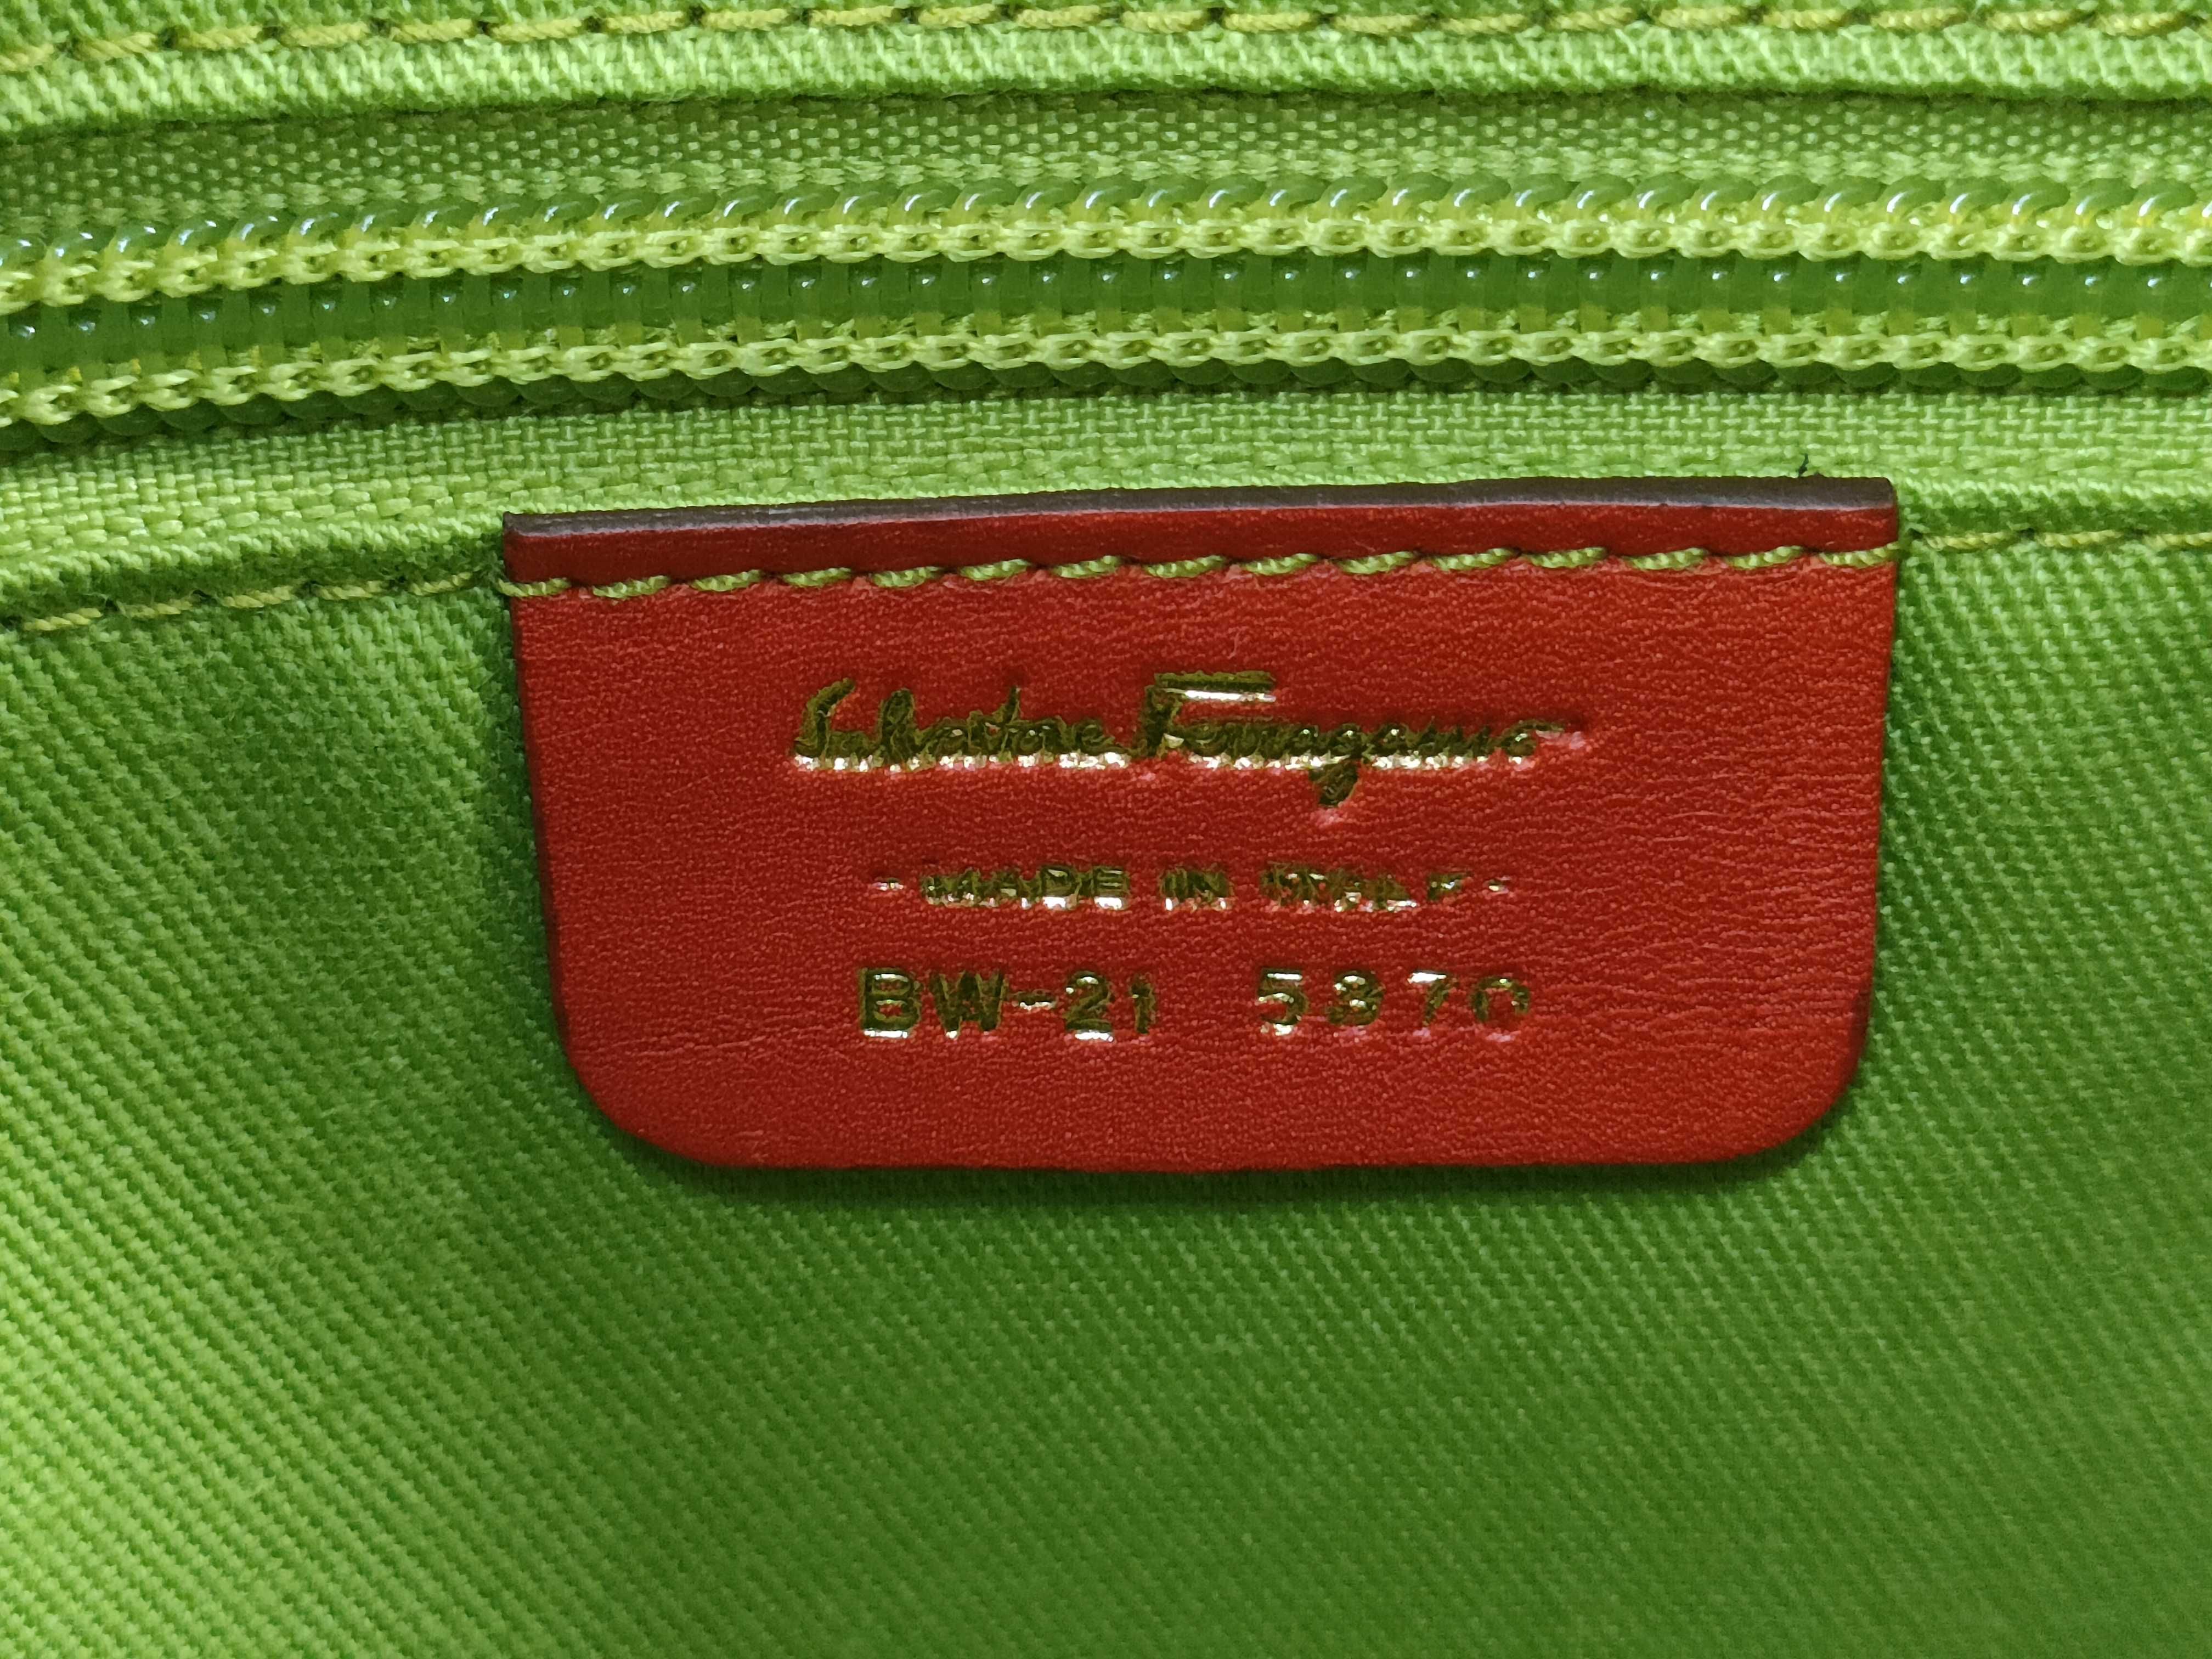 Salvatore Ferragamo
- MADE IN ITALY -
BW-21 5370